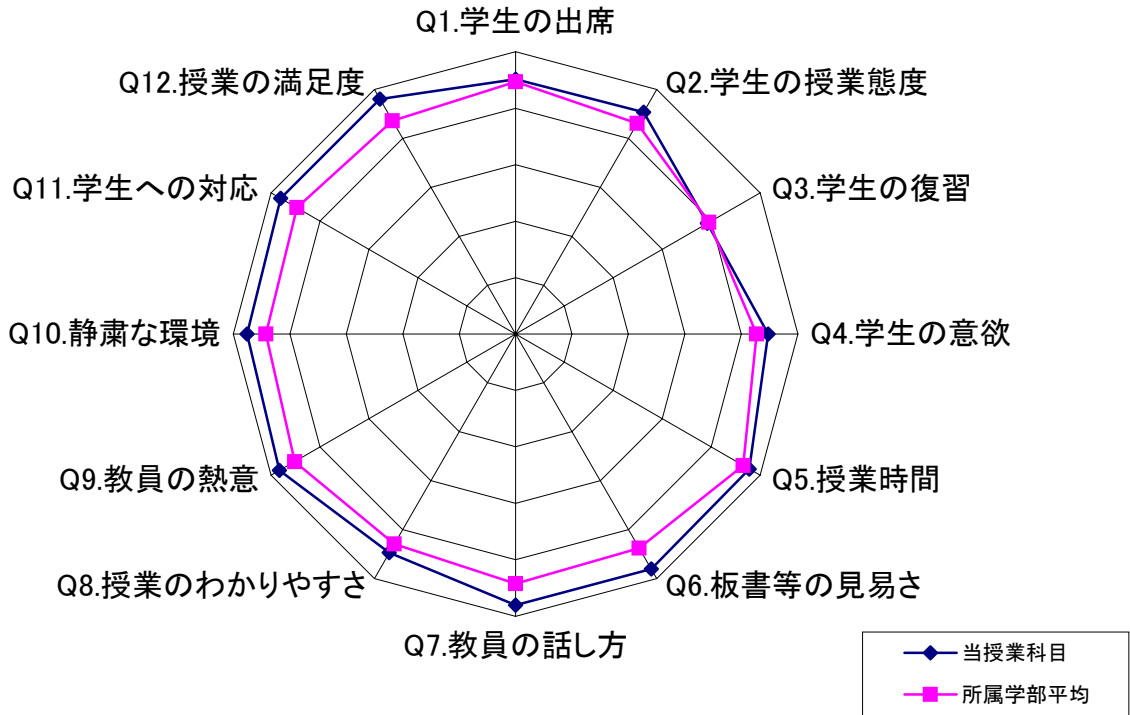 Q1.学生の出席
Q2.学生の授業態度
Q3.学生の復習
Q4.学生の意欲
Q5.授業時間
Q6.板書等の見易さ
Q7.教員の話し方
Q8.授業のわかりやすさ
Q9.教員の熱意
Q10.静粛な環境
Q11.学生への対応
Q12.授業の満足度
当授業科目
所属学部平均